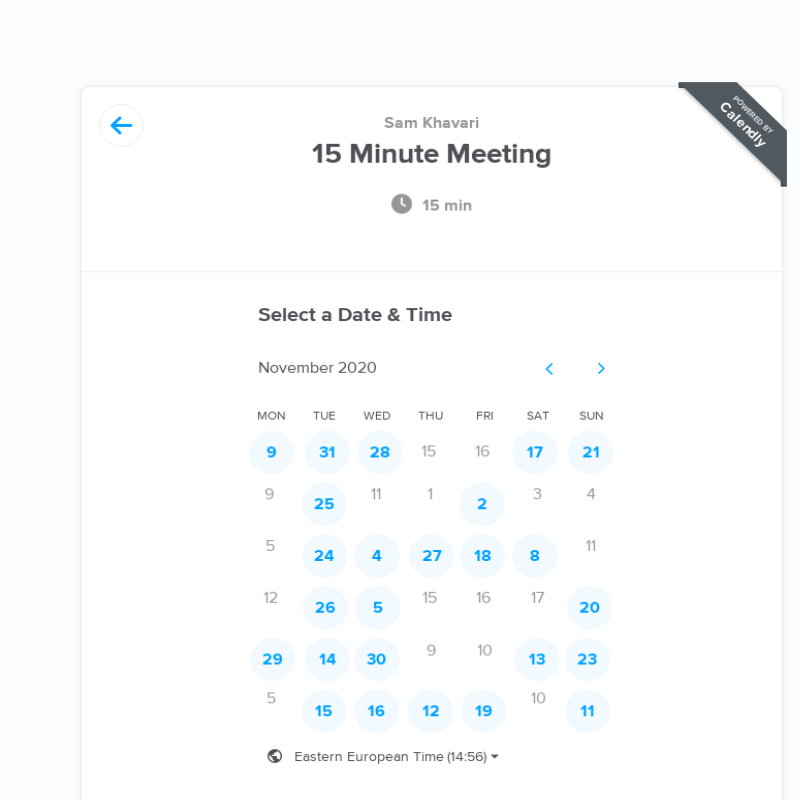 POWERED BY
Calendly
Sam Khavari
15 Minute Meeting
15 min
Select a Date & Time
November 2020
MON TUE WED THU FRI SAT SUN
9 31 28 15 16 17 21
9 25 11 1 2 3 4
5 24 4 27 18 8 11
12 26 5 15 16 17 20
29 14 30 9 10 13 23
5 15 16 12 19 10 11
Eastern European Time (14:56)